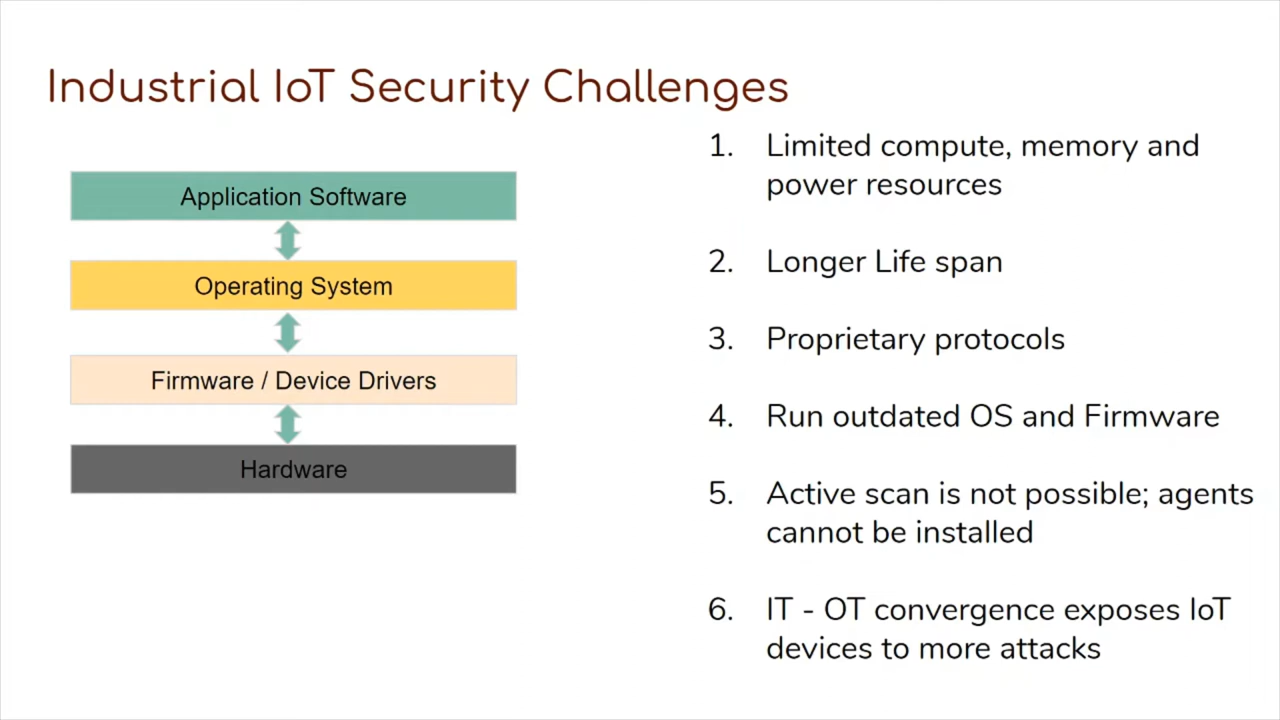 Industrial IoT Security Challenges
Application Software
Operating System
Firmware / Device Drivers
Hardware
1. Limited compute, memory and
power resources
2. Longer Life span
3. Proprietary protocols
4. Run outdated OS and Firmware
5. Active scan is not possible; agents
cannot be installed
6. IT - OT convergence exposes IoT
devices to more attacks